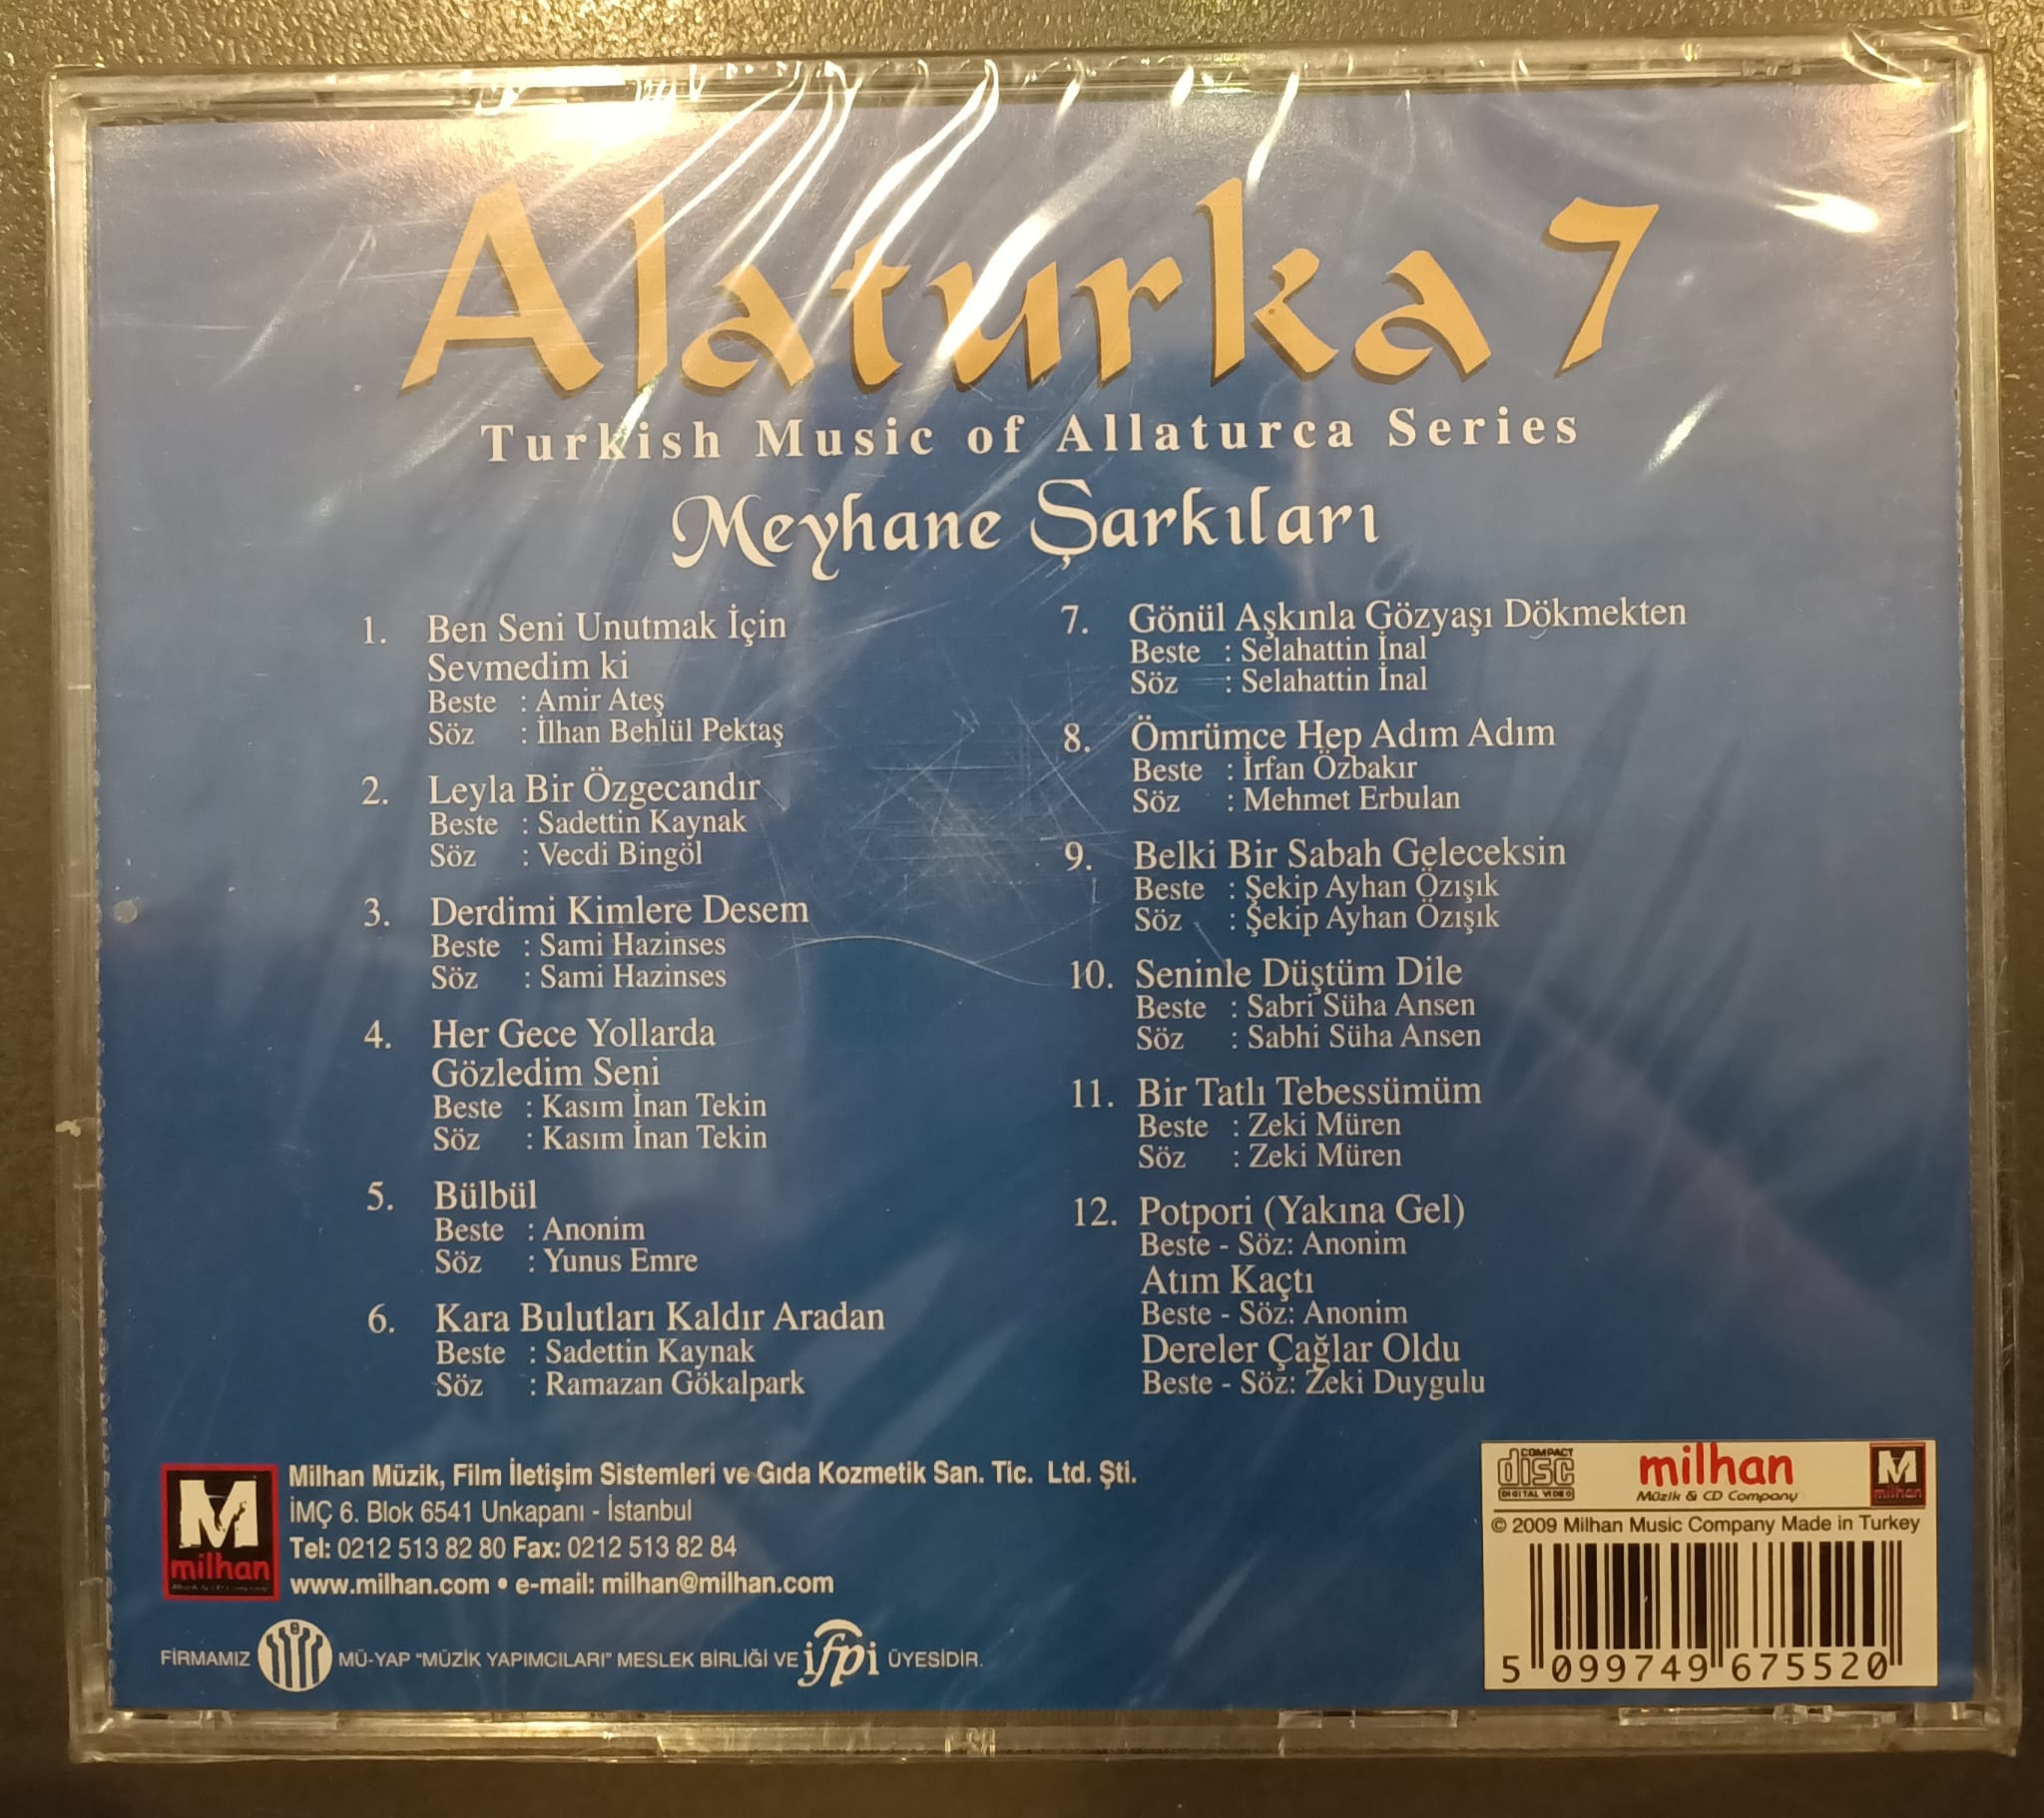 Alaturka 7
Turkish Music of Allaturca Series
Meyhane Şarkıları
1. Ben Seni Unutmak İçin
Sevmedim ki
Beste : Amir Ateş
Söz : İlhan Behlül Pektaş
2. Leyla Bir Özgecandır
Beste : Sadettin Kaynak
Söz : Vecdi Bingöl
3. Derdimi Kimlere Desem
Beste : Sami Hazinses
Söz : Sami Hazinses
4. Her Gece Yollarda
Gözledim Seni
Beste : Kasım İnan Tekin
Söz : Kasım İnan Tekin
5. Bülbül
Beste : Anonim
Söz : Yunus Emre
6. Kara Bulutları Kaldır Aradan
Beste : Sadettin Kaynak
Söz : Ramazan Gökalpark
7. Gönül Aşkınla Gözyaşı Dökmekten
Beste : Selahattin İnal
Söz : Selahattin İnal
8. Ömrümce Hep Adım Adım
Beste : İrfan Özbakır
Söz : Mehmet Erbulan
9. Belki Bir Sabah Geleceksin
Beste : Şekip Ayhan Özışık
Söz : Şekip Ayhan Özışık
10. Seninle Düştüm Dile
Beste : Sabri Süha Ansen
Söz : Sabhi Süha Ansen
11. Bir Tatlı Tebessümüm
Beste : Zeki Müren
Söz : Zeki Müren
12. Potpori (Yakına Gel)
Beste - Söz: Anonim
Atım Kaçtı
Beste - Söz: Anonim
Dereler Çağlar Oldu
Beste - Söz: Zeki Duygulu
M
milhan
Milhan Müzik, Film İletişim Sistemleri ve Gıda Kozmetik San. Tic. Ltd. Şti.
İMÇ 6. Blok 6541 Unkapanı - İstanbul
Tel: 0212 513 82 80 Fax: 0212 513 82 84
www.milhan.com • e-mail: milhan@milhan.com
FİRMAMIZ MÜ-YAP "MÜZİK YAPIMCILARI" MESLEK BİRLİĞİ VE ifpi ÜYESİDİR.
COMPACT
disc
DIGITAL VIDEO
milhan
Müzik & CD Company
M
milhan
© 2009 Milhan Music Company Made in Turkey
5 099749 675520